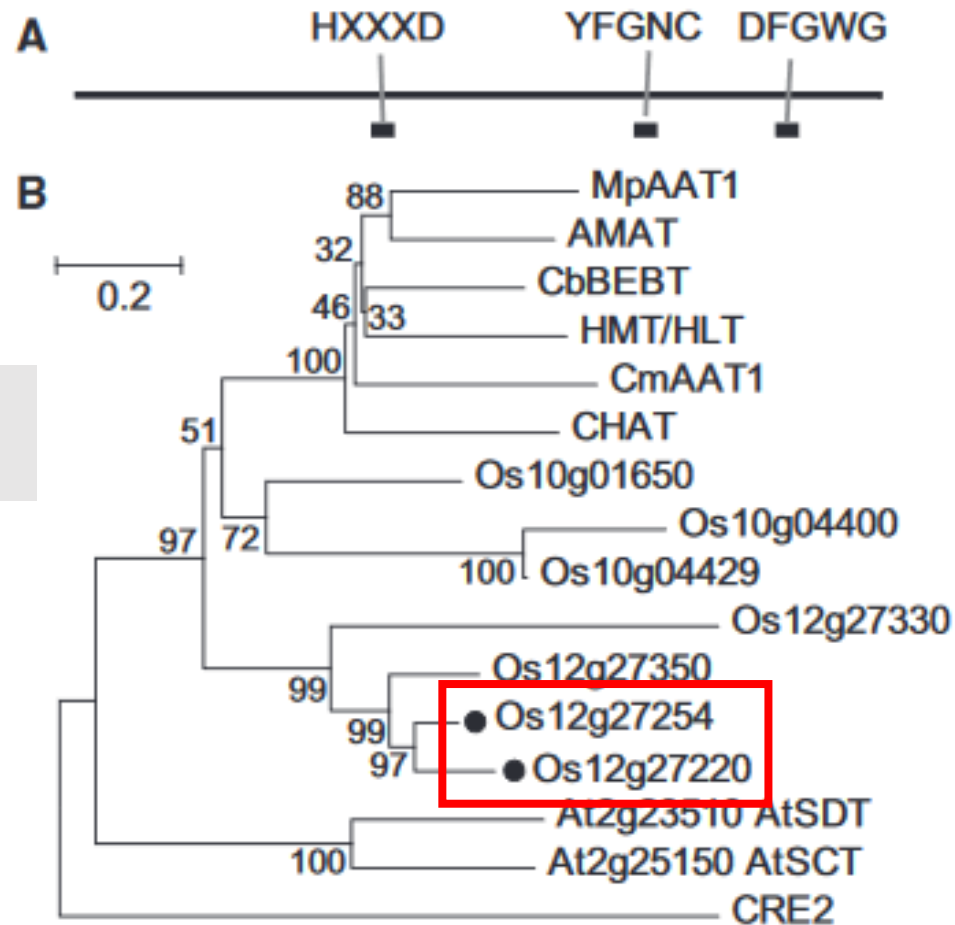 A
HXXXD YFGNC DFGWG
B
0.2
88
MpAAT1
AMAT
32
CbBEBT
46
33
HMT/HLT
100
CmAAT1
CHAT
51
Os10g01650
72
Os10g04400
100
Os10g04429
97
Os12g27330
99
Os12g27350
99
Os12g27254
97
Os12g27220
At2g23510 AtSDT
100
At2g25150 AtSCT
CRE2